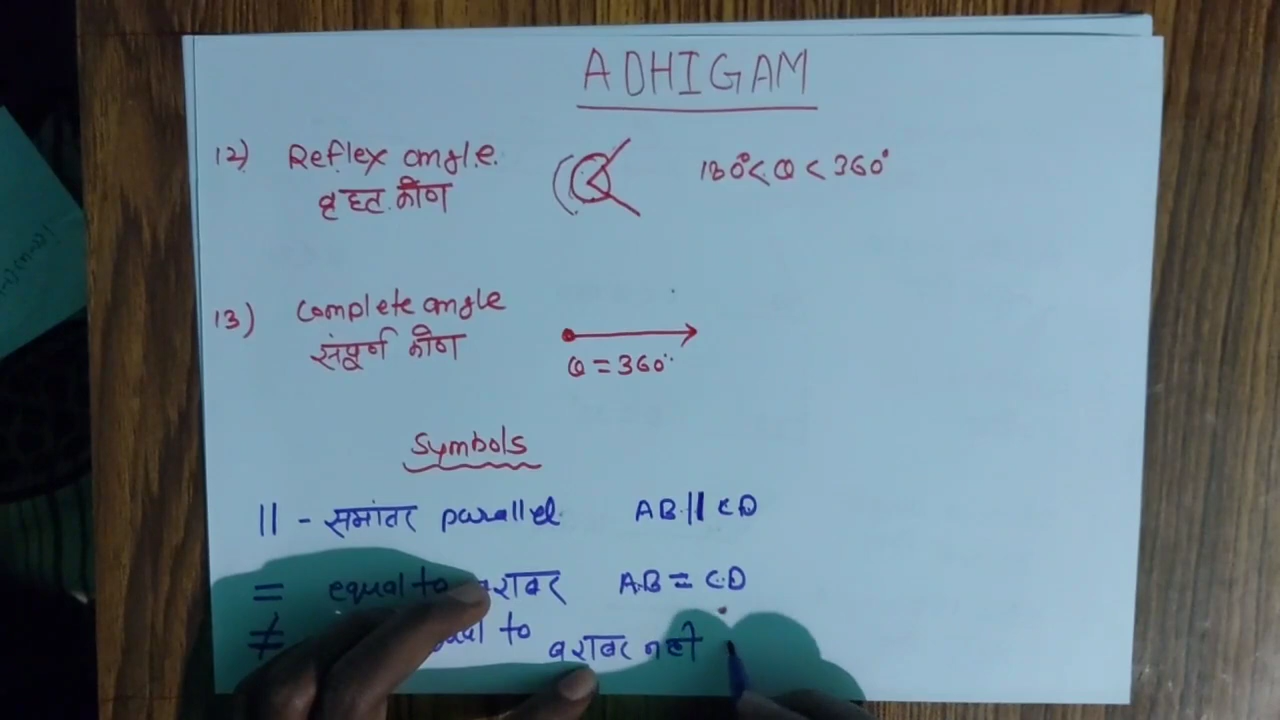 ADHIGAM
12) Reflex angle. 180° < θ < 360°
वृहत कोण
13) Complete angle
संपूर्ण कोण
θ = 360°
Symbols
|| - समांतर parallel AB || CD
= equal to बराबर AB = CD
≠ to बराबर नही